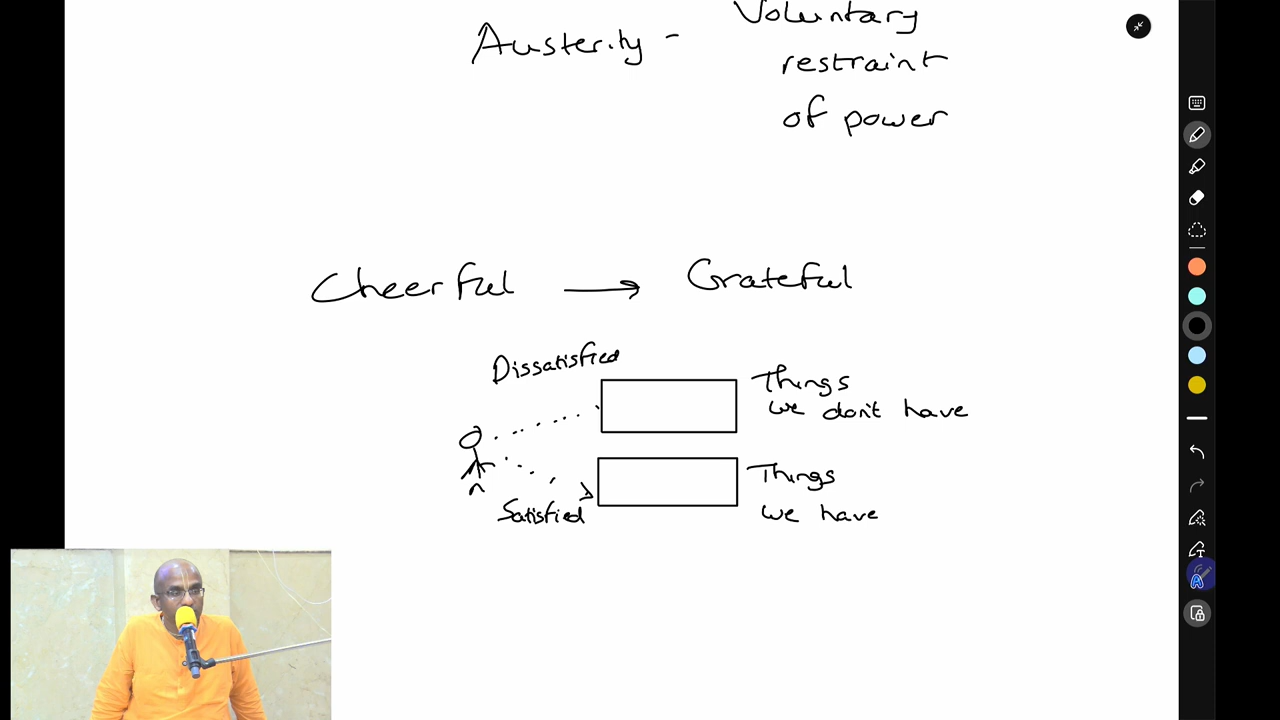 Austerity - Voluntary
restraint
of power
Cheerful → Grateful
Dissatisfied
Things
we don't have
Things
we have
Satisfied